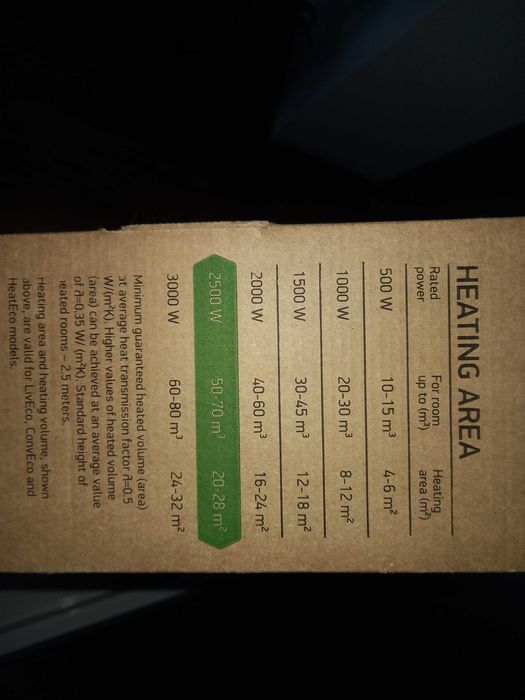 HEATING AREA
Rated power For room up to (m³) Heating area (m²)
500 W 10-15 m³ 4-6 m²
1000 W 20-30 m³ 8-12 m²
1500 W 30-45 m³ 12-18 m²
2000 W 40-60 m³ 16-24 m²
2500 W 50-70 m³ 20-28 m²
3000 W 60-80 m³ 24-32 m²
Minimum guaranteed heated volume (area)
at average heat transmission factor ñ=0,5
W/(m²K). Higher values of heated volume
(area) can be achieved at an average value
of ñ=0,35 W/ (m²K). Standard height of
heated rooms – 2,5 meters.
Heating area and heating volume, shown
above, are valid for LivEco, ConvEco and
HeatEco models.